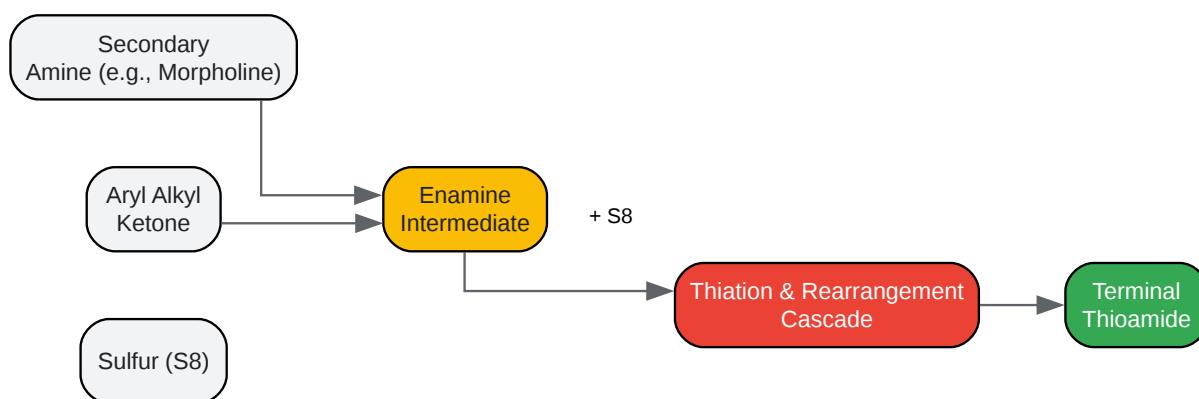 Secondary
Amine (e.g., Morpholine)
Aryl Alkyl
Ketone
Enamine
Intermediate
+ S8
Thiation & Rearrangement
Cascade
Terminal
Thioamide
Sulfur (S8)